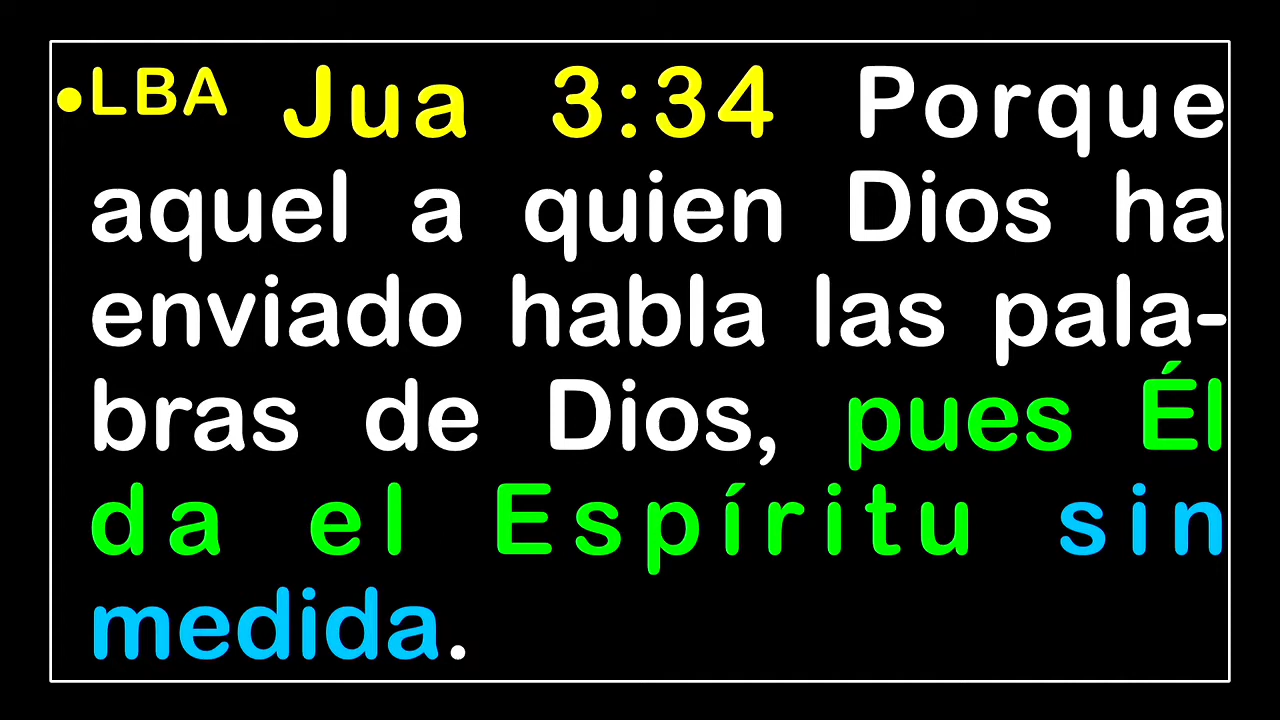 •LBA Jua 3:34 Porque
aquel a quien Dios ha
enviado habla las pala-
bras de Dios, pues Él
da el Espíritu sin
medida.